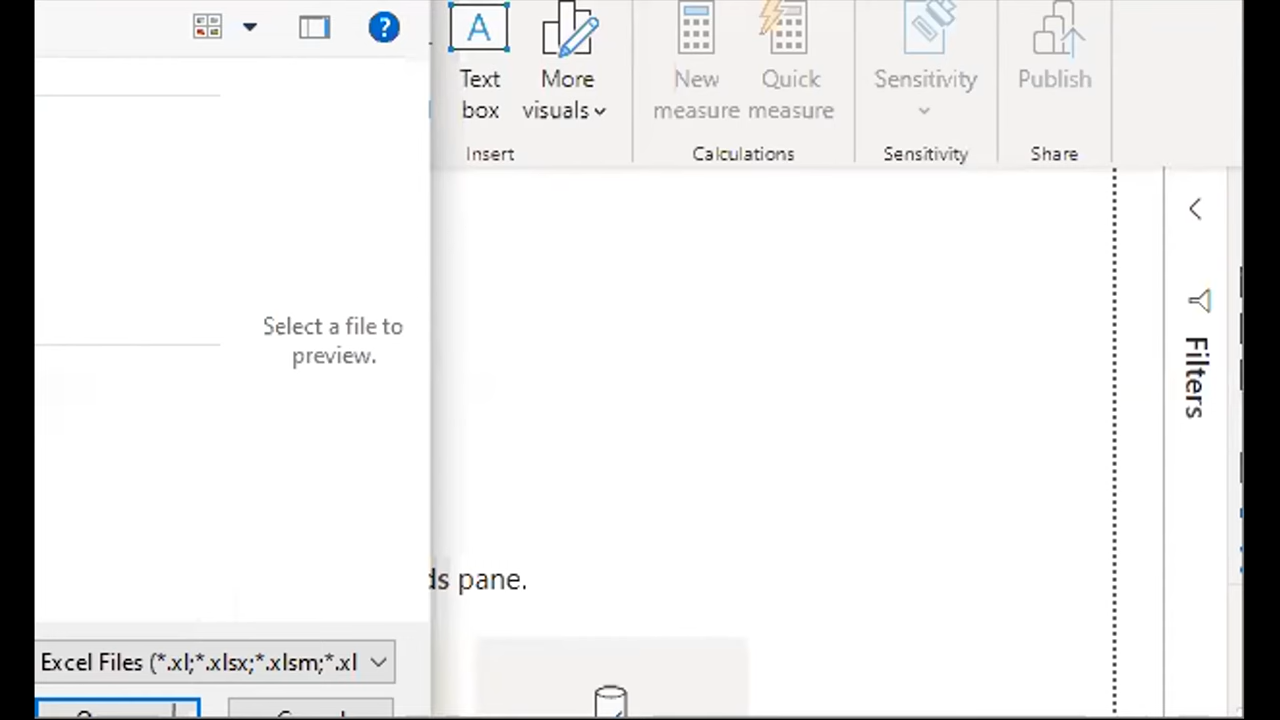 Text
box
More
visuals
New
measure
Quick
measure
Sensitivity
Publish
Insert
Calculations
Sensitivity
Share
Filters
Select a file to
preview.
pane.
Excel Files (*.xl;*.xlsx;*.xlsm;*.xl